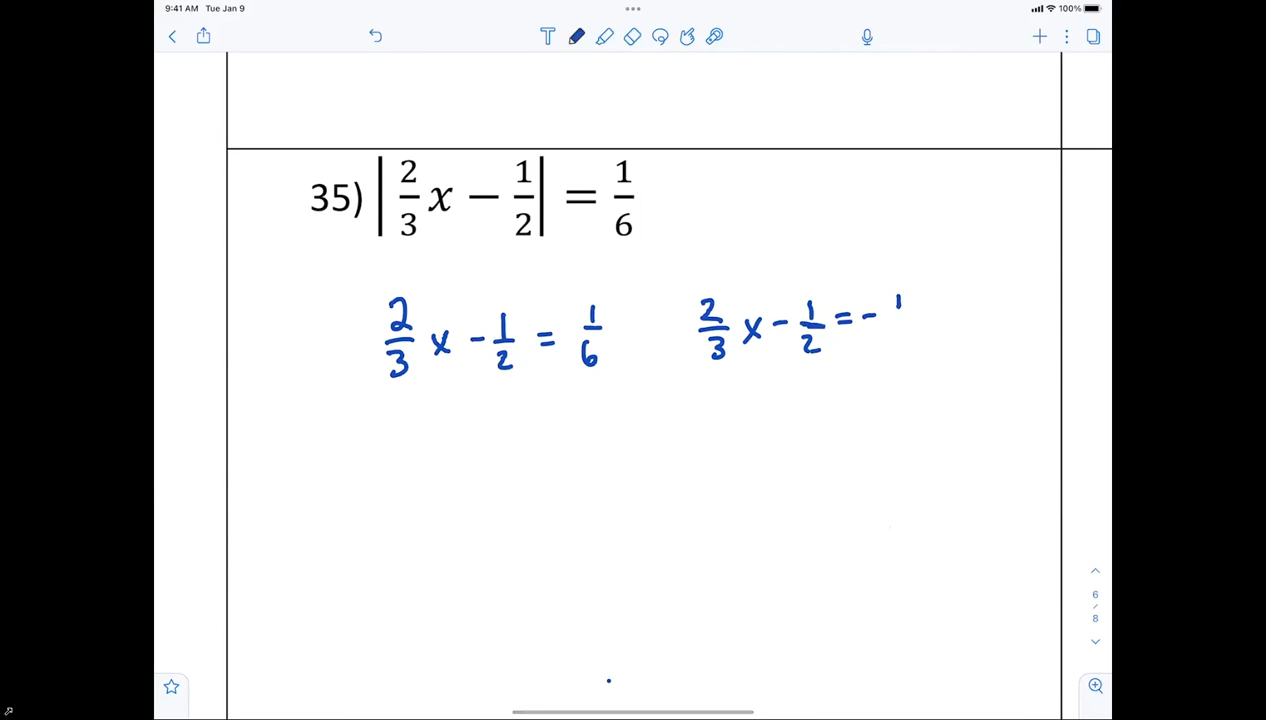 9:41 AM Tue Jan 9
100%
T
35) |2/3 x − 1/2| = 1/6
2/3 x - 1/2 = 1/6
2/3 x - 1/2 = - 1
6
/
8